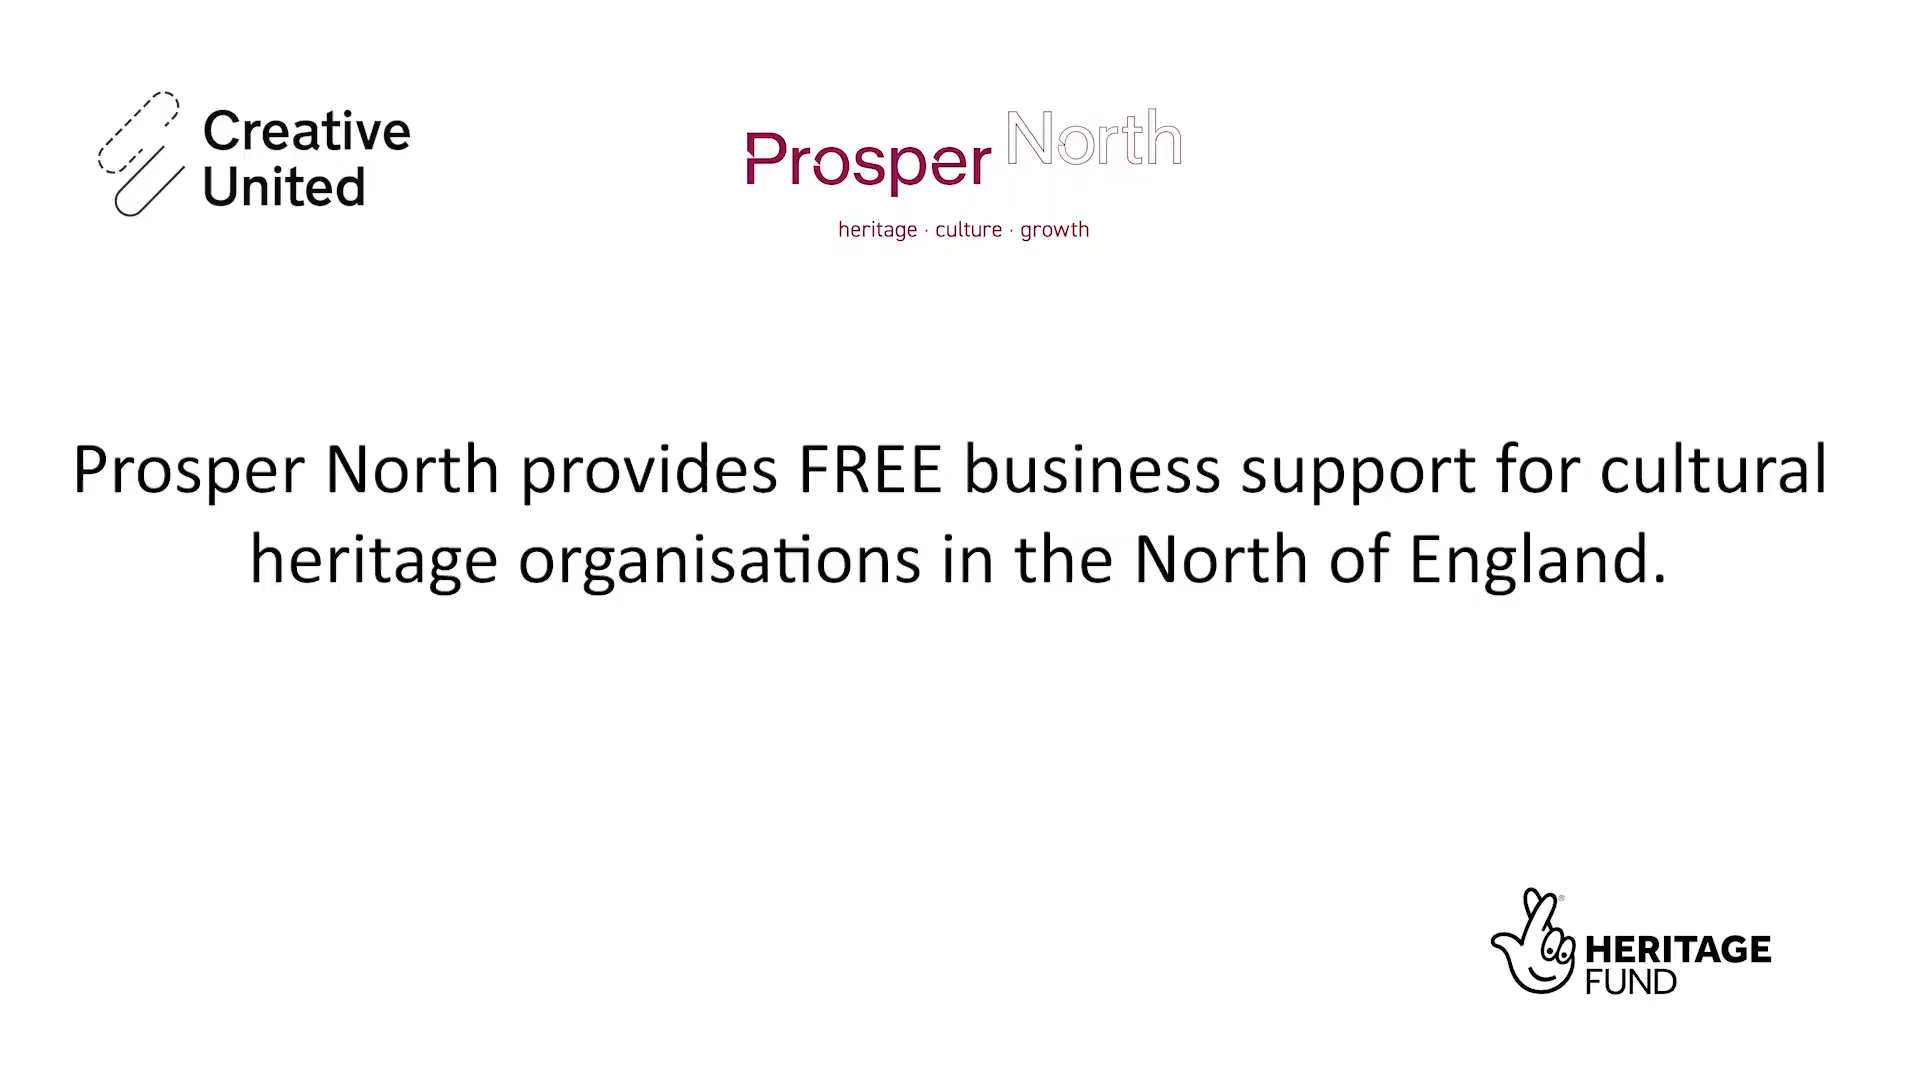 Creative
United
Prosper North
heritage · culture · growth
Prosper North provides FREE business support for cultural
heritage organisations in the North of England.
®
HERITAGE
FUND